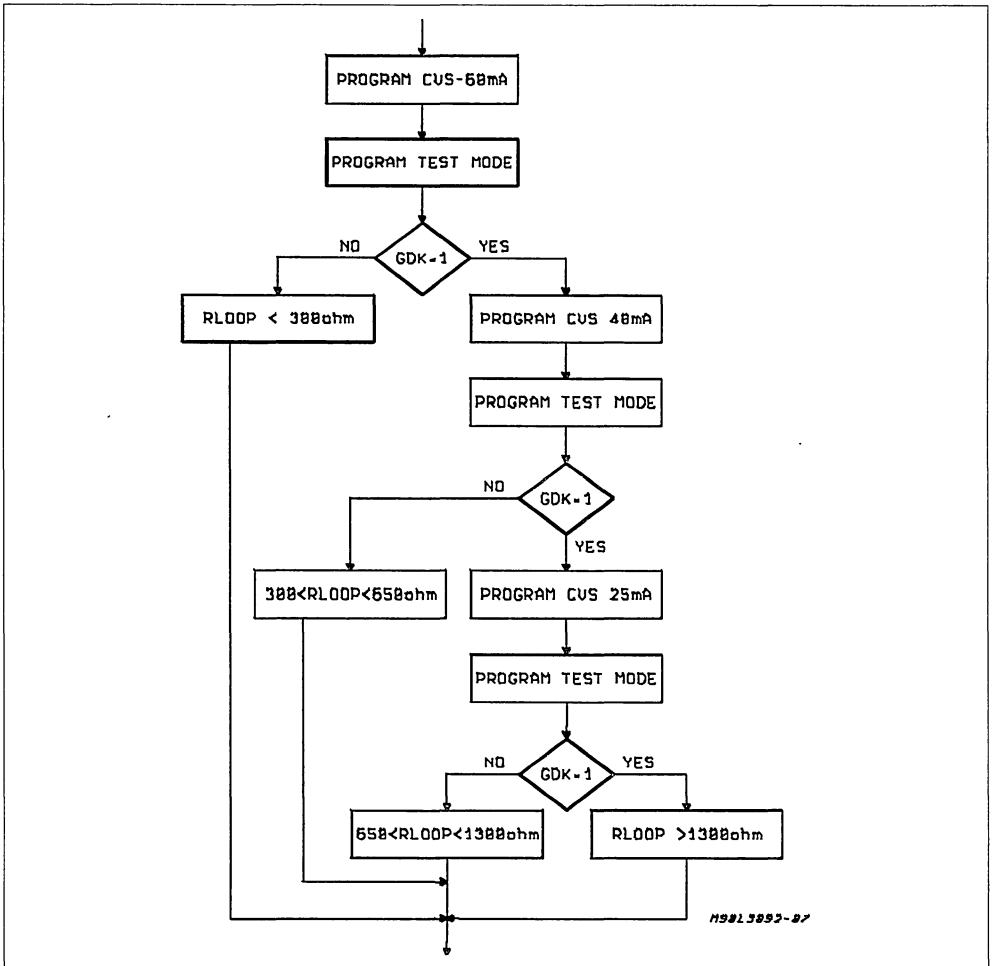 PROGRAM CVS-60mA
PROGRAM TEST MODE
NO
GDK=1
YES
RLOOP < 300ohm
PROGRAM CVS 40mA
PROGRAM TEST MODE
NO
GDK=1
YES
300<RLOOP<650ohm
PROGRAM CVS 25mA
PROGRAM TEST MODE
NO
GDK=1
YES
650<RLOOP<1300ohm
RLOOP >1300ohm
M90L3092-07